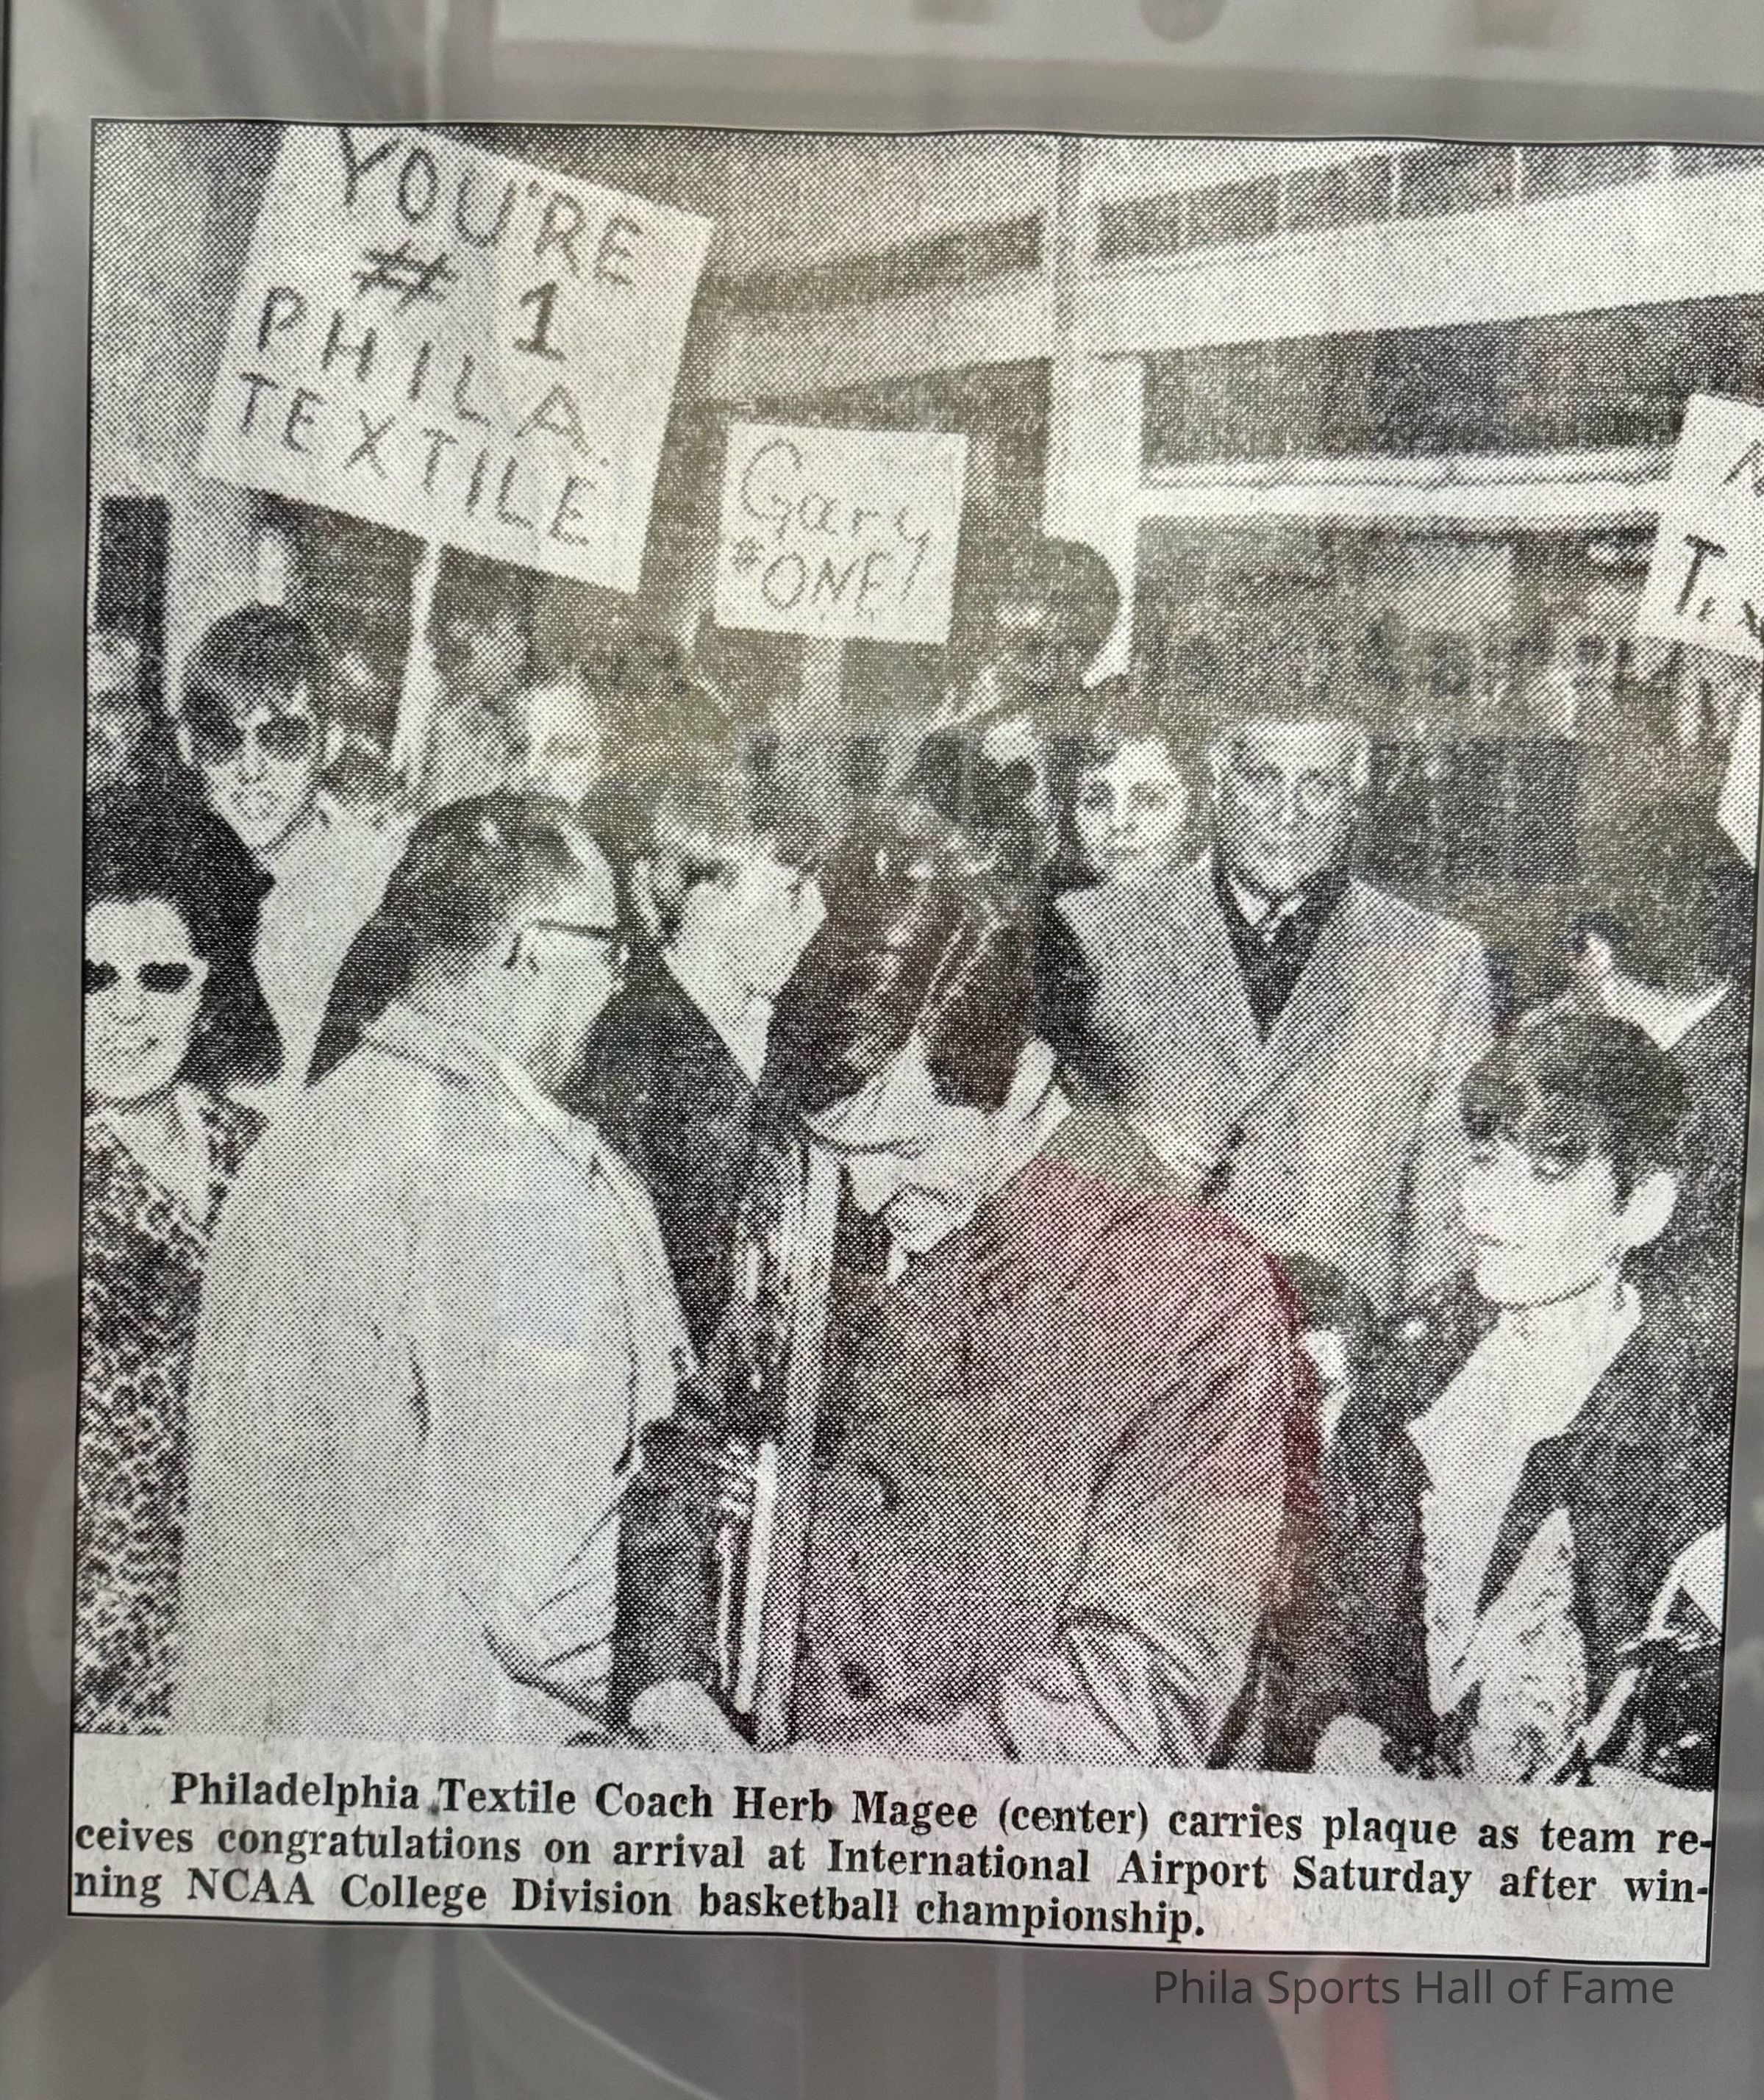 YOU'RE
# 1
PHILA.
TEXTILE
Gary
#ONE!
Philadelphia Textile Coach Herb Magee (center) carries plaque as team re-
ceives congratulations on arrival at International Airport Saturday after win-
ning NCAA College Division basketball championship.
Phila Sports Hall of Fame